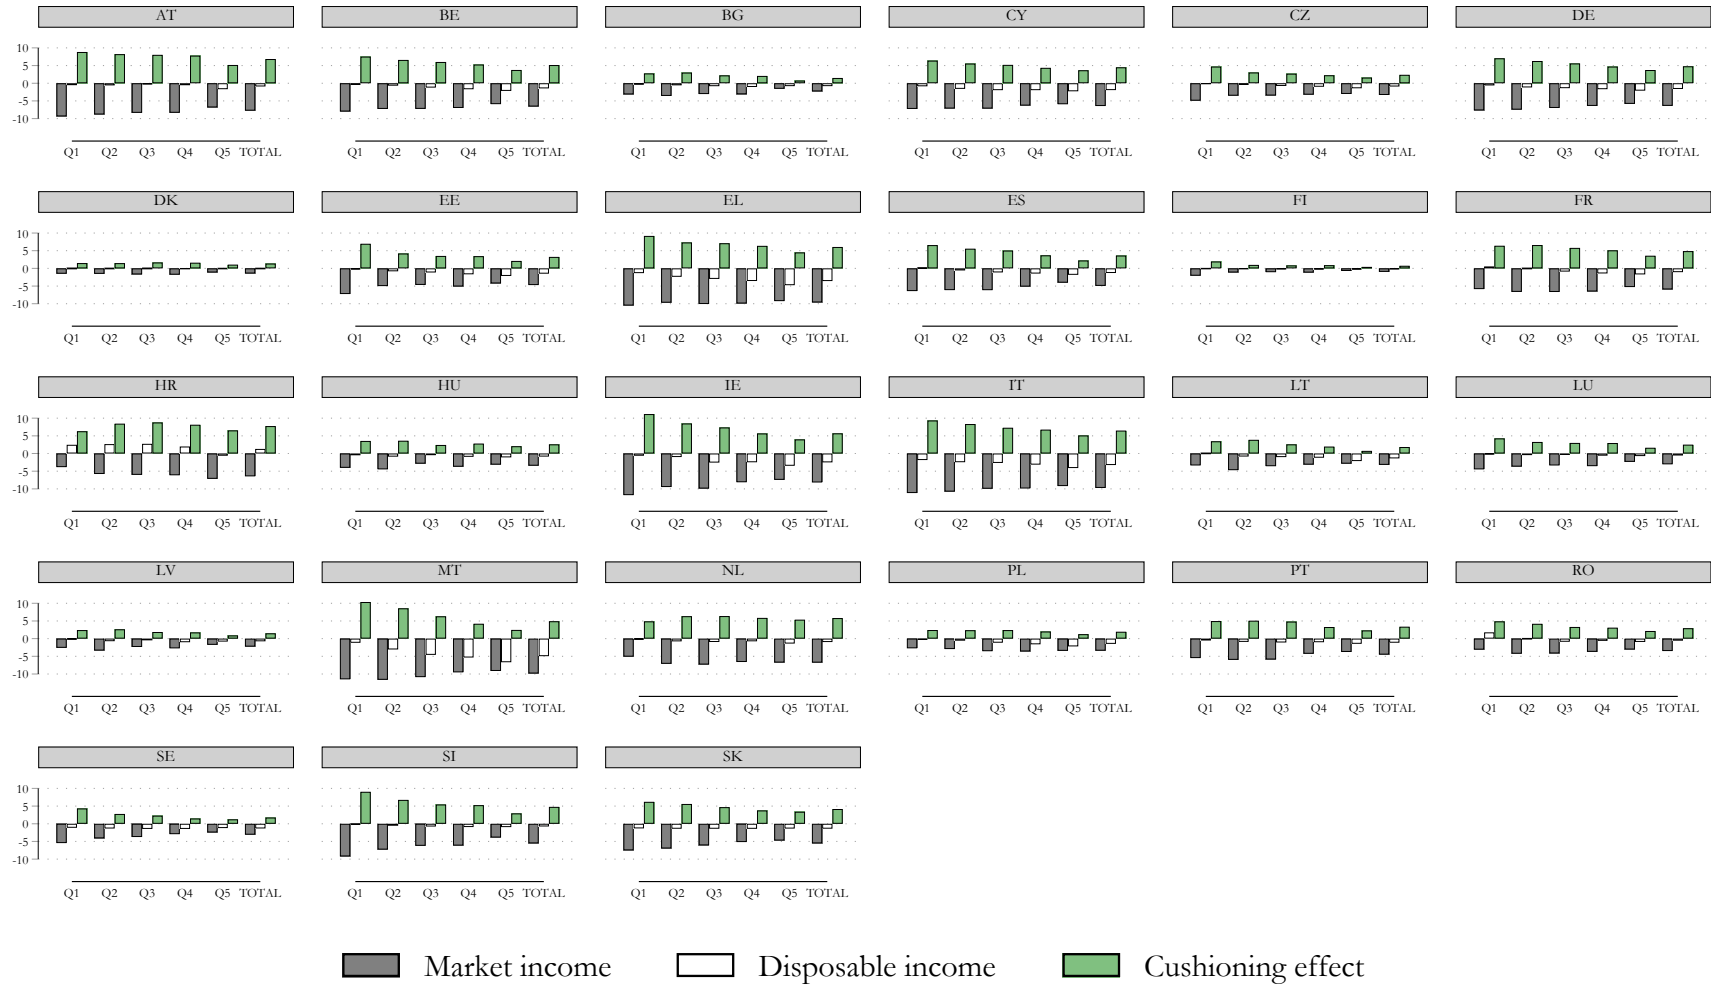 AT BE BG CY CZ DE
10
5
0
-5
-10
Q1 Q2 Q3 Q4 Q5 TOTAL Q1 Q2 Q3 Q4 Q5 TOTAL Q1 Q2 Q3 Q4 Q5 TOTAL Q1 Q2 Q3 Q4 Q5 TOTAL Q1 Q2 Q3 Q4 Q5 TOTAL Q1 Q2 Q3 Q4 Q5 TOTAL
DK EE EL ES FI FR
10
5
0
-5
-10
Q1 Q2 Q3 Q4 Q5 TOTAL Q1 Q2 Q3 Q4 Q5 TOTAL Q1 Q2 Q3 Q4 Q5 TOTAL Q1 Q2 Q3 Q4 Q5 TOTAL Q1 Q2 Q3 Q4 Q5 TOTAL Q1 Q2 Q3 Q4 Q5 TOTAL
HR HU IE IT LT LU
10
5
0
-5
-10
Q1 Q2 Q3 Q4 Q5 TOTAL Q1 Q2 Q3 Q4 Q5 TOTAL Q1 Q2 Q3 Q4 Q5 TOTAL Q1 Q2 Q3 Q4 Q5 TOTAL Q1 Q2 Q3 Q4 Q5 TOTAL Q1 Q2 Q3 Q4 Q5 TOTAL
LV MT NL PL PT RO
10
5
0
-5
-10
Q1 Q2 Q3 Q4 Q5 TOTAL Q1 Q2 Q3 Q4 Q5 TOTAL Q1 Q2 Q3 Q4 Q5 TOTAL Q1 Q2 Q3 Q4 Q5 TOTAL Q1 Q2 Q3 Q4 Q5 TOTAL Q1 Q2 Q3 Q4 Q5 TOTAL
SE SI SK
10
5
0
-5
-10
Q1 Q2 Q3 Q4 Q5 TOTAL Q1 Q2 Q3 Q4 Q5 TOTAL Q1 Q2 Q3 Q4 Q5 TOTAL
Market income Disposable income Cushioning effect